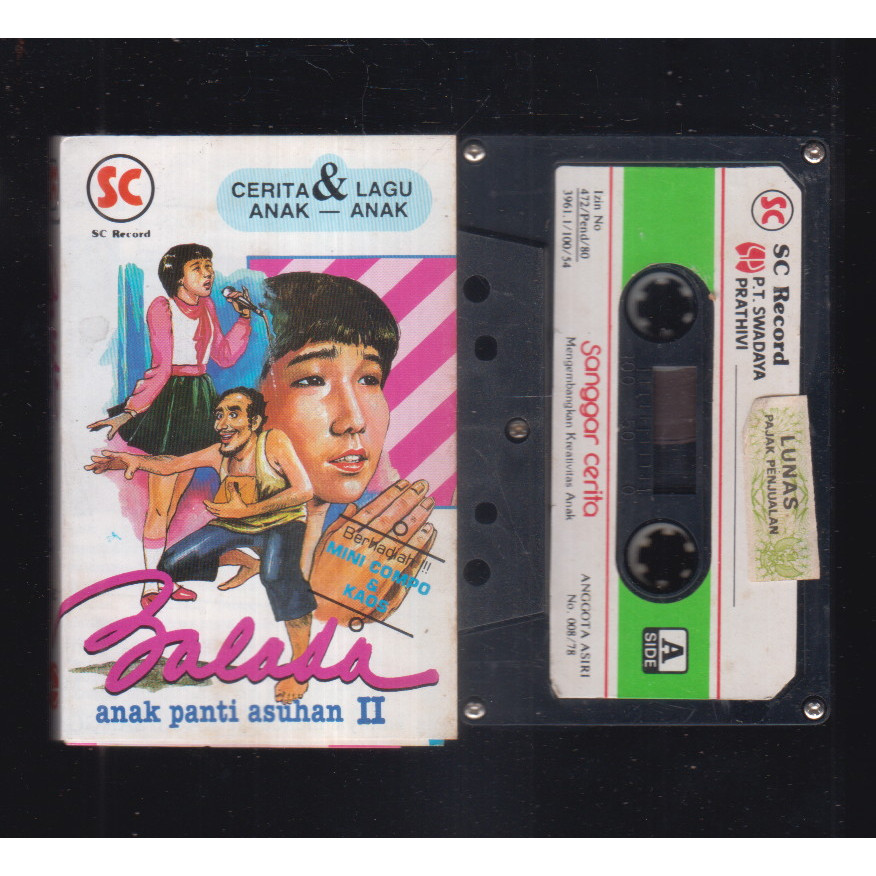 SC
SC Record
CERITA & LAGU
ANAK — ANAK
Berhadiah !!!
MINI COMPO
&
KAOS
Balada
anak panti asuhan II
SC
SC Record
P.T. SWADAYA
PRATHIVI
Izin No
472/Pend/80
3961.1/100/54
Sanggar cerita
Mengembangkan Kreativitas Anak
ANGGOTA ASIRI
No. 008/78
A
SIDE
LUNAS
PAJAK PENJUALAN
100